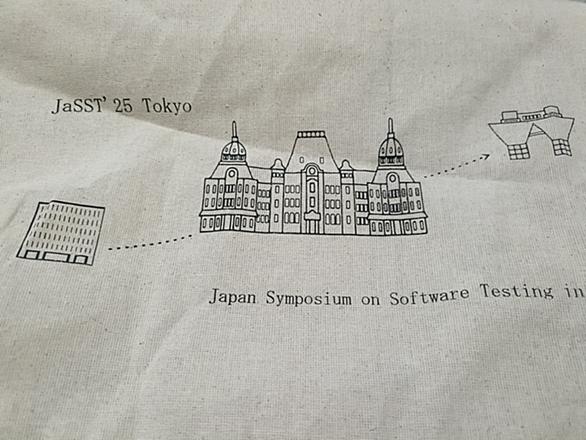 JaSST'25 Tokyo
Japan Symposium on Software Testing in